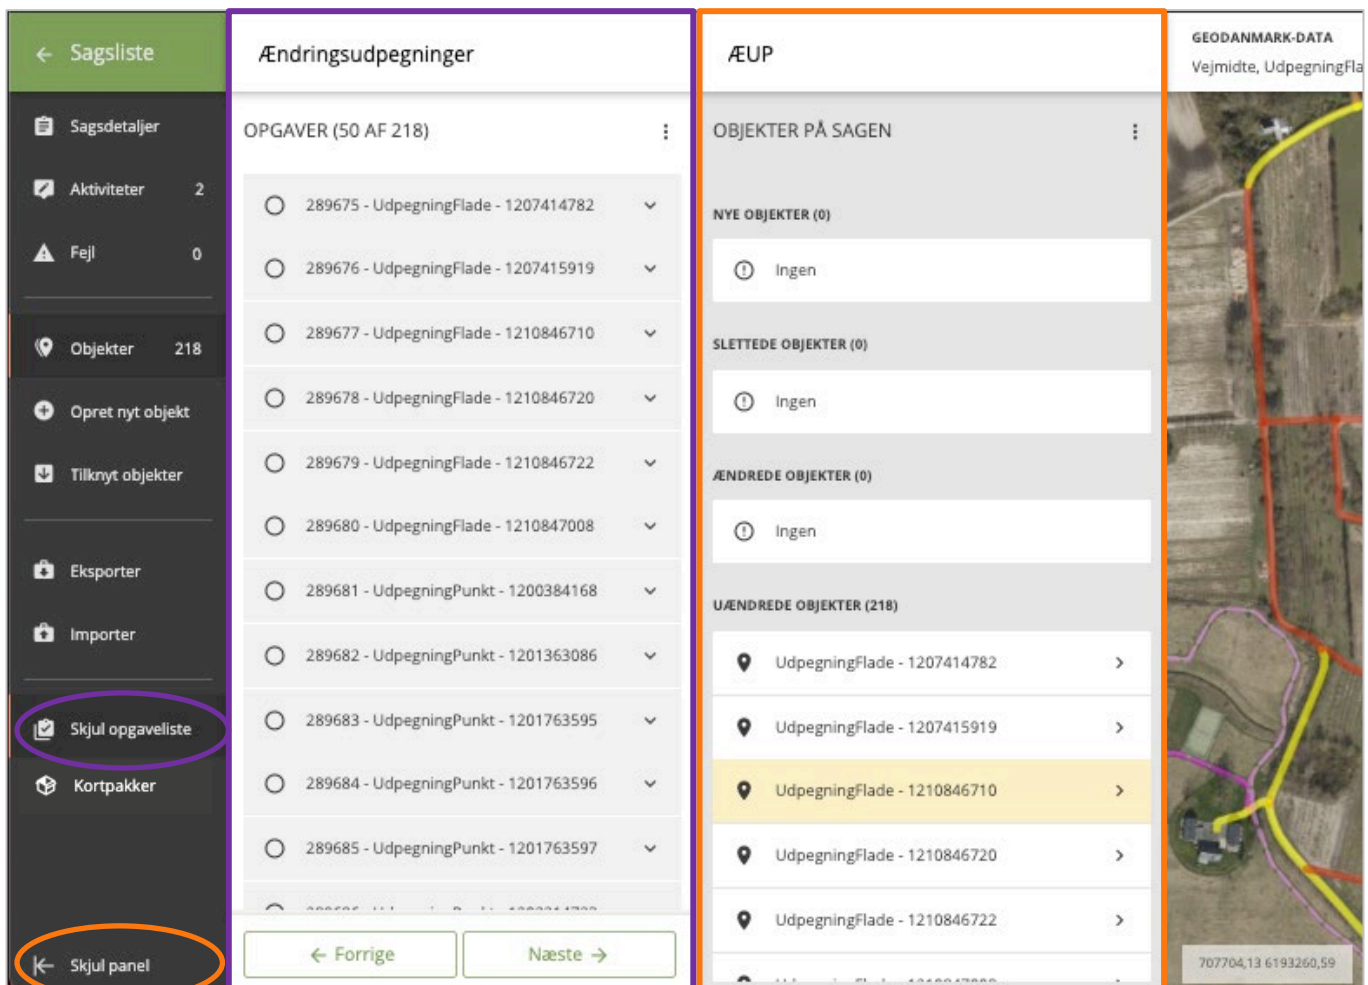 ← Sagsliste
Sagsdetaljer
Aktiviteter 2
Fejl 0
Objekter 218
Opret nyt objekt
Tilknyt objekter
Eksporter
Importer
Skjul opgaveliste
Kortpakker
Skjul panel
Ændringsudpegninger
OPGAVER (50 AF 218)
289675 - UdpegningFlade - 1207414782
289676 - UdpegningFlade - 1207415919
289677 - UdpegningFlade - 1210846710
289678 - UdpegningFlade - 1210846720
289679 - UdpegningFlade - 1210846722
289680 - UdpegningFlade - 1210847008
289681 - UdpegningPunkt - 1200384168
289682 - UdpegningPunkt - 1201363086
289683 - UdpegningPunkt - 1201763595
289684 - UdpegningPunkt - 1201763596
289685 - UdpegningPunkt - 1201763597
← Forrige
Næste →
ÆUP
OBJEKTER PÅ SAGEN
NYE OBJEKTER (0)
Ingen
SLETTEDE OBJEKTER (0)
Ingen
ÆNDREDE OBJEKTER (0)
Ingen
UÆNDREDE OBJEKTER (218)
UdpegningFlade - 1207414782
UdpegningFlade - 1207415919
UdpegningFlade - 1210846710
UdpegningFlade - 1210846720
UdpegningFlade - 1210846722
GEODANMARK-DATA
Vejmidte, UdpegningFla
707704,13 6193260,59